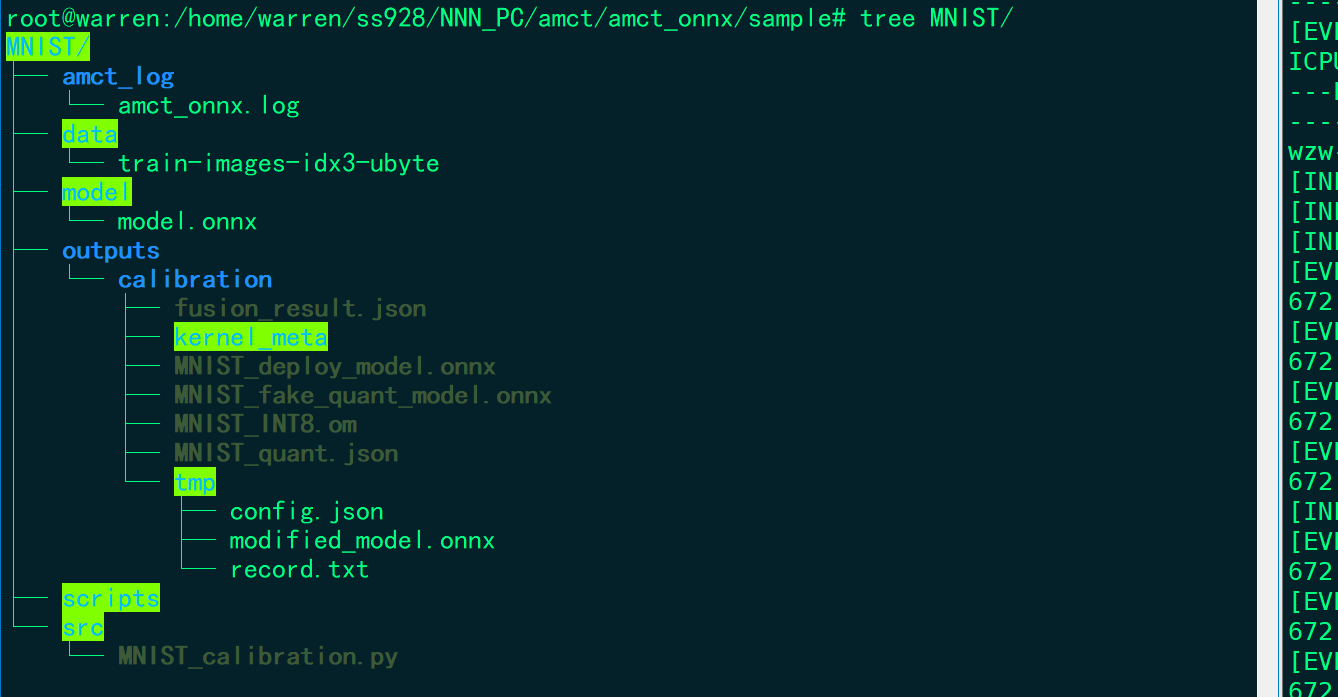 root@warren:/home/warren/ss928/NNN_PC/amct/amct_onnx/sample# tree MNIST/
MNIST/
├── amct_log
│   └── amct_onnx.log
├── data
│   └── train-images-idx3-ubyte
├── model
│   └── model.onnx
├── outputs
│   └── calibration
│       ├── fusion_result.json
│       ├── kernel_meta
│       ├── MNIST_deploy_model.onnx
│       ├── MNIST_fake_quant_model.onnx
│       ├── MNIST_INT8.om
│       ├── MNIST_quant.json
│       └── tmp
│           ├── config.json
│           ├── modified_model.onnx
│           └── record.txt
├── scripts
└── src
    └── MNIST_calibration.py
[EV
ICPU
---
----
wzw-
[IN
[IN
[IN
[EV
672
[EV
672
[EV
672
[EV
672
[IN
[EV
672
[EV
672
[EV
672